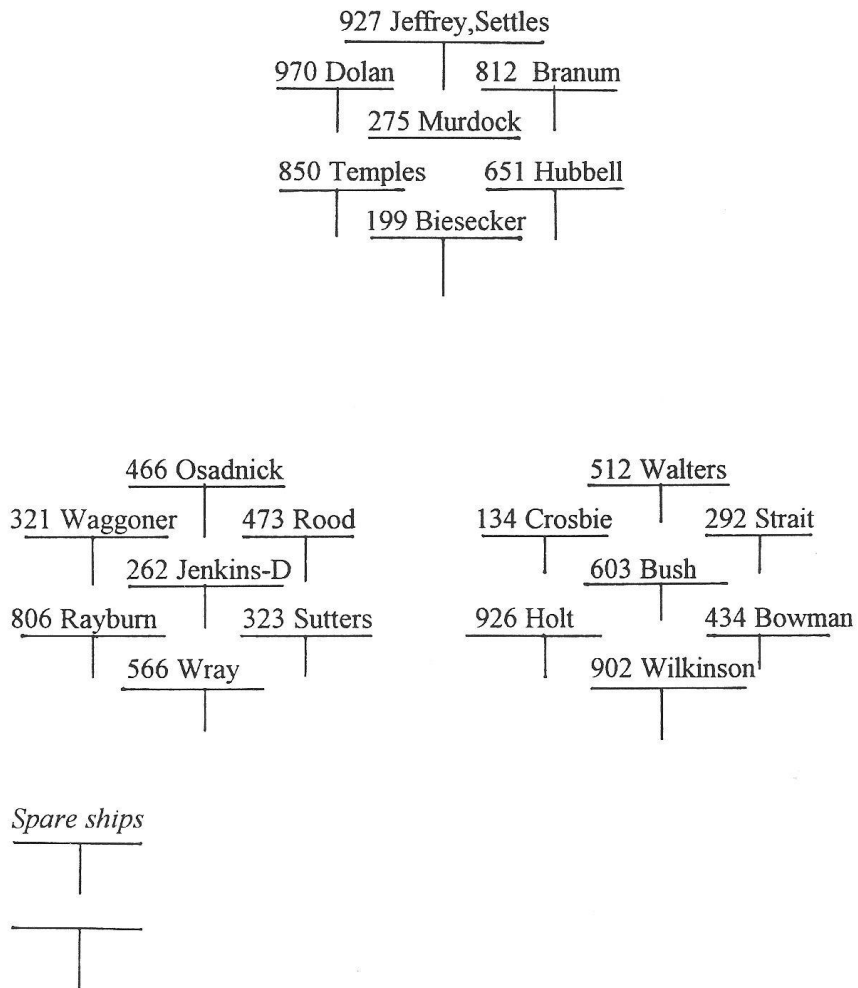 927 Jeffrey,Settles
970 Dolan 812 Branum
275 Murdock
850 Temples 651 Hubbell
199 Biesecker
466 Osadnick
321 Waggoner 473 Rood
262 Jenkins-D
806 Rayburn 323 Sutters
566 Wray
512 Walters
134 Crosbie 292 Strait
603 Bush
926 Holt 434 Bowman
902 Wilkinson
Spare ships